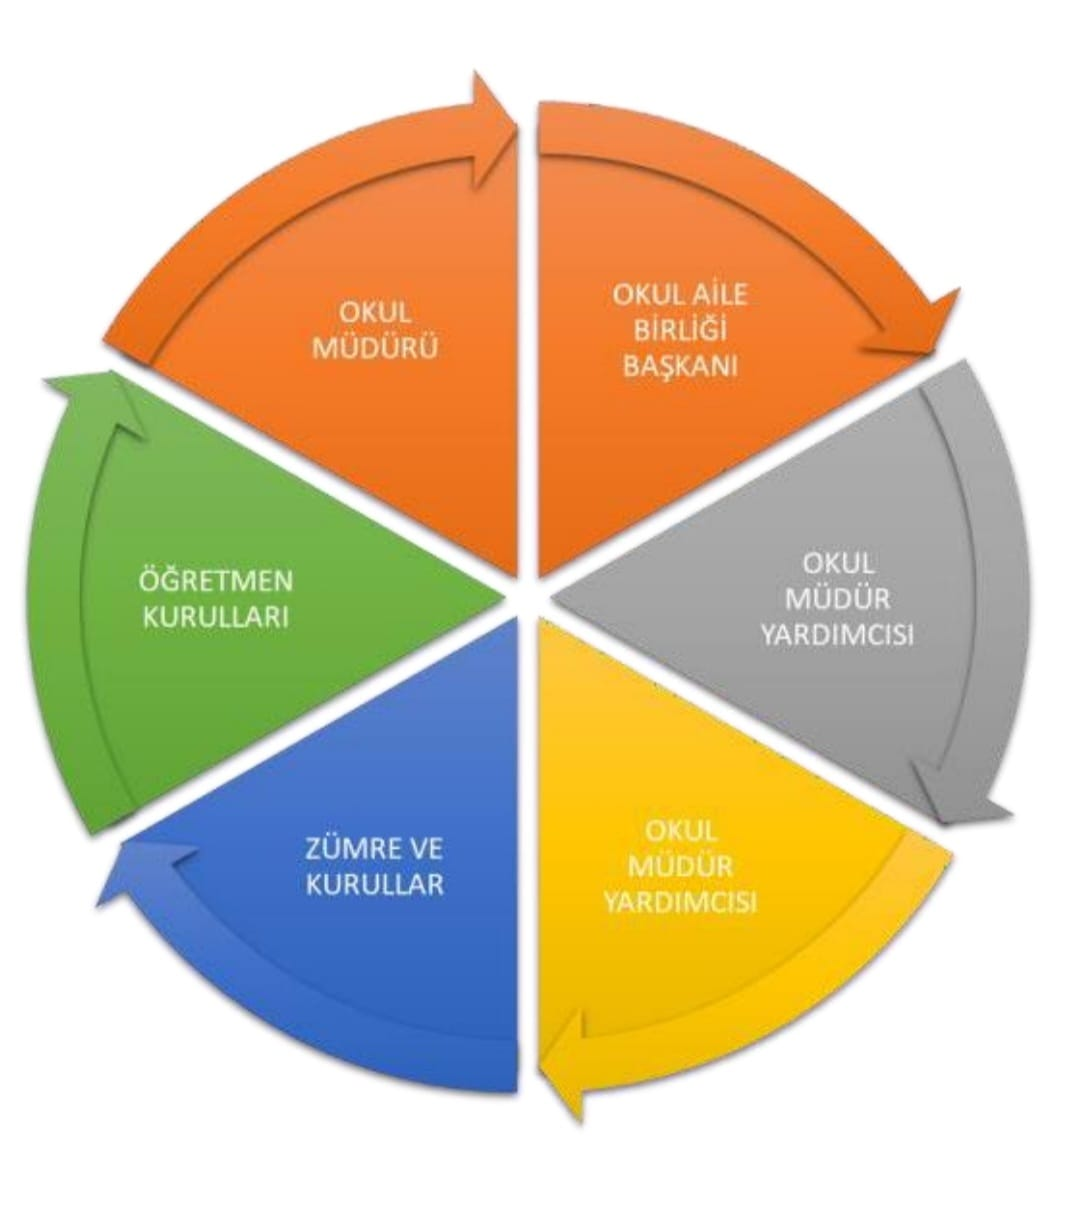 OKUL
MÜDÜRÜ
OKUL AİLE
BİRLİĞİ
BAŞKANI
OKUL
MÜDÜR
YARDIMCISI
OKUL
MÜDÜR
YARDIMCISI
ZÜMRE VE
KURULLAR
ÖĞRETMEN
KURULLARI